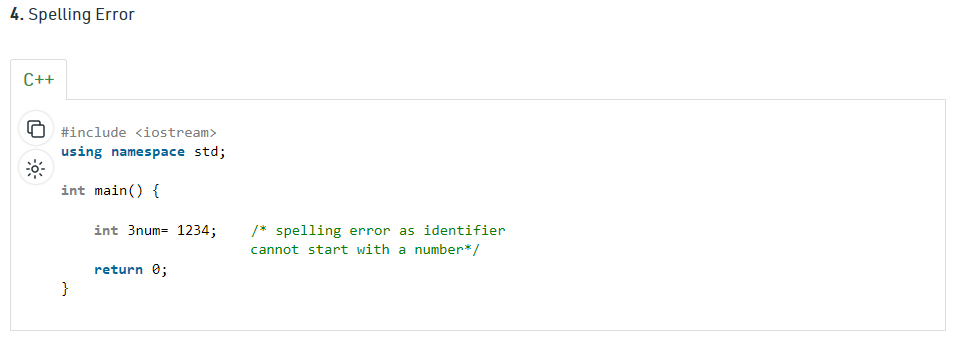 4. Spelling Error
C++
#include <iostream>
using namespace std;
int main() {
int 3num= 1234; /* spelling error as identifier
cannot start with a number*/
return 0;
}